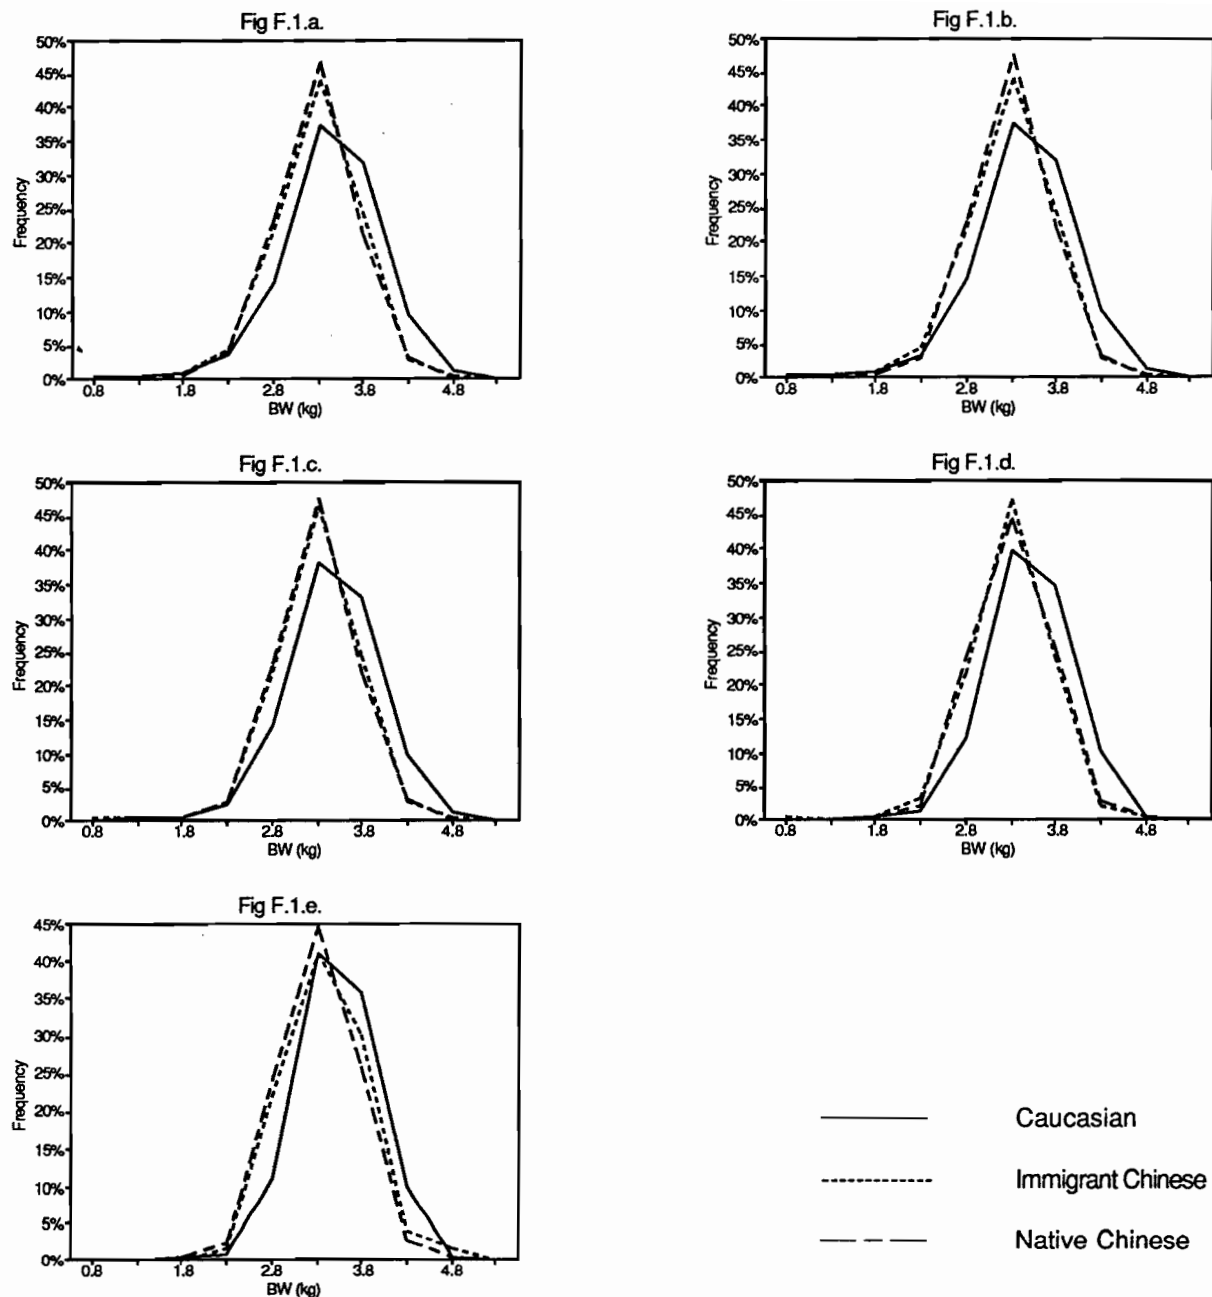 Fig F.1.a.
50%
45%
40%
35%
30%
25%
20%
15%
10%
5%
0%
Frequency
0.8 1.8 2.8 3.8 4.8
BW (kg)
Fig F.1.b.
50%
45%
40%
35%
30%
25%
20%
15%
10%
5%
0%
Frequency
0.8 1.8 2.8 3.8 4.8
BW (kg)
Fig F.1.c.
50%
45%
40%
35%
30%
25%
20%
15%
10%
5%
0%
Frequency
0.8 1.8 2.8 3.8 4.8
BW (kg)
Fig F.1.d.
50%
45%
40%
35%
30%
25%
20%
15%
10%
5%
0%
Frequency
0.8 1.8 2.8 3.8 4.8
BW (kg)
Fig F.1.e.
45%
40%
35%
30%
25%
20%
15%
10%
5%
0%
Frequency
0.8 1.8 2.8 3.8 4.8
BW (kg)
Caucasian
Immigrant Chinese
Native Chinese